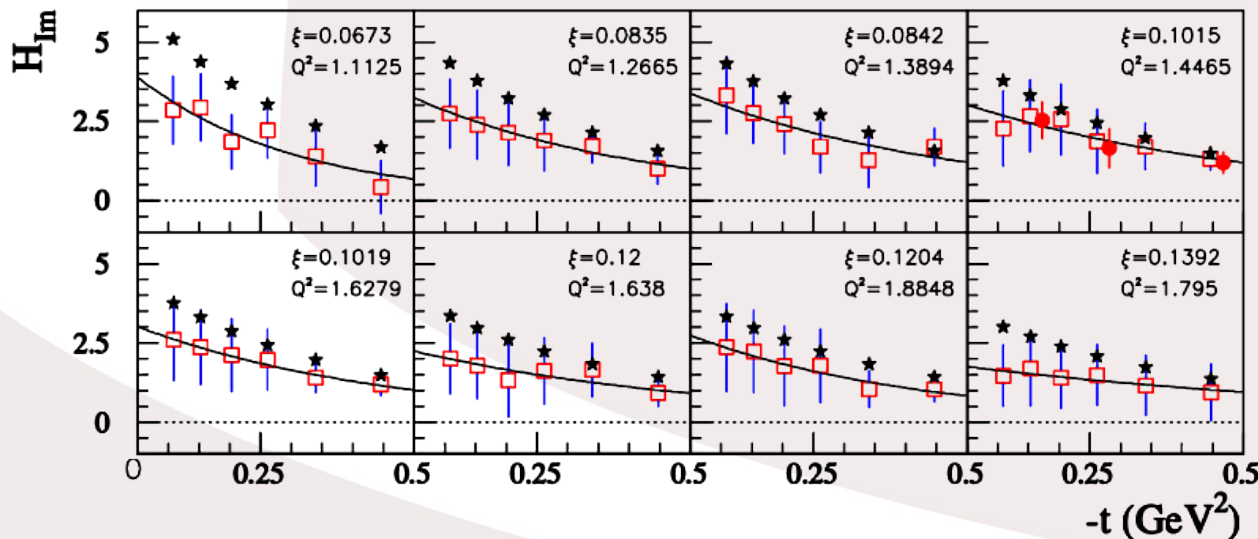 H_Im
5
2.5
0
ξ=0.0673
Q²=1.1125
ξ=0.0835
Q²=1.2665
ξ=0.0842
Q²=1.3894
ξ=0.1015
Q²=1.4465
5
2.5
0
ξ=0.1019
Q²=1.6279
ξ=0.12
Q²=1.638
ξ=0.1204
Q²=1.8848
ξ=0.1392
Q²=1.795
0 0.25 0.5 0.25 0.5 0.25 0.5 0.25 0.5
-t (GeV²)